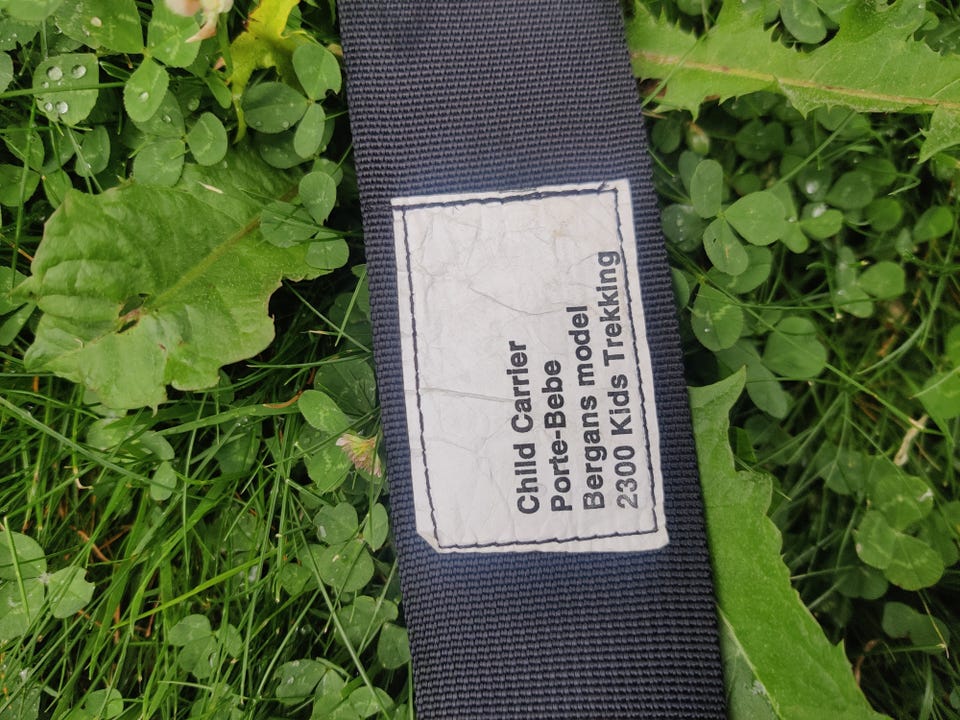 Child Carrier
Porte-Bebe
Bergans model
2300 Kids Trekking